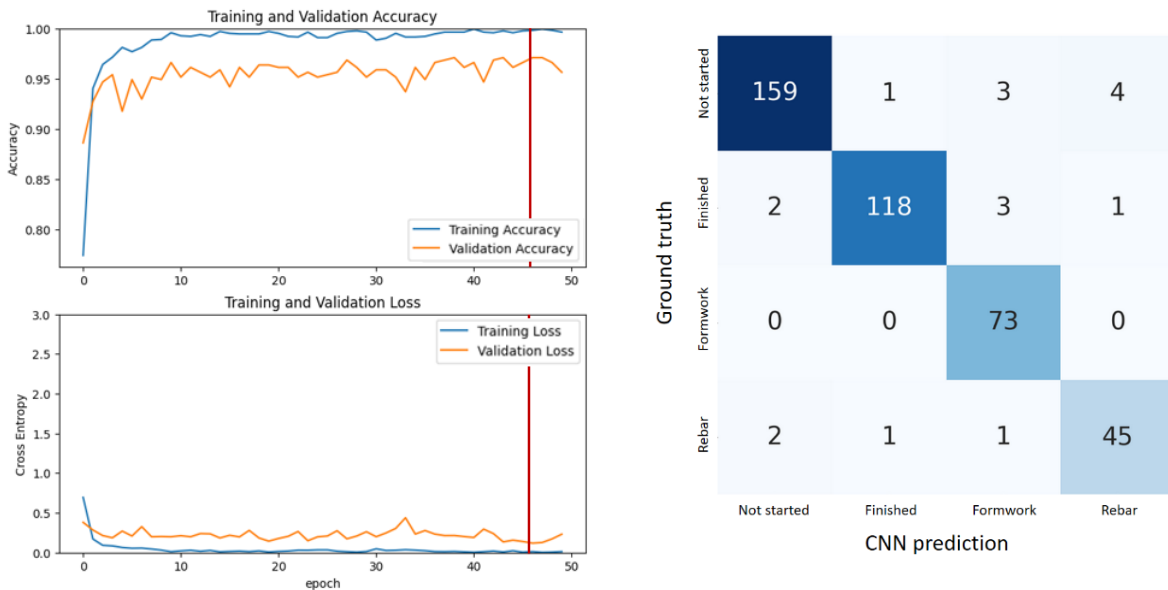 Training and Validation Accuracy
1.00
0.95
0.90
0.85
0.80
Accuracy
Training Accuracy
Validation Accuracy
0 10 20 30 40 50
Training and Validation Loss
3.0
2.5
2.0
1.5
1.0
0.5
0.0
Cross Entropy
Training Loss
Validation Loss
0 10 20 30 40 50
epoch
Ground truth
Not started
159 1 3 4
Finished
2 118 3 1
Formwork
0 0 73 0
Rebar
2 1 1 45
Not started Finished Formwork Rebar
CNN prediction